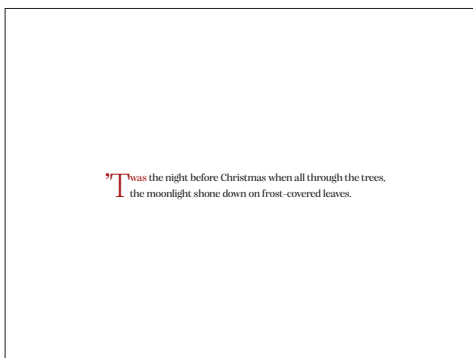 ’Twas the night before Christmas when all through the trees,
the moonlight shone down on frost-covered leaves.